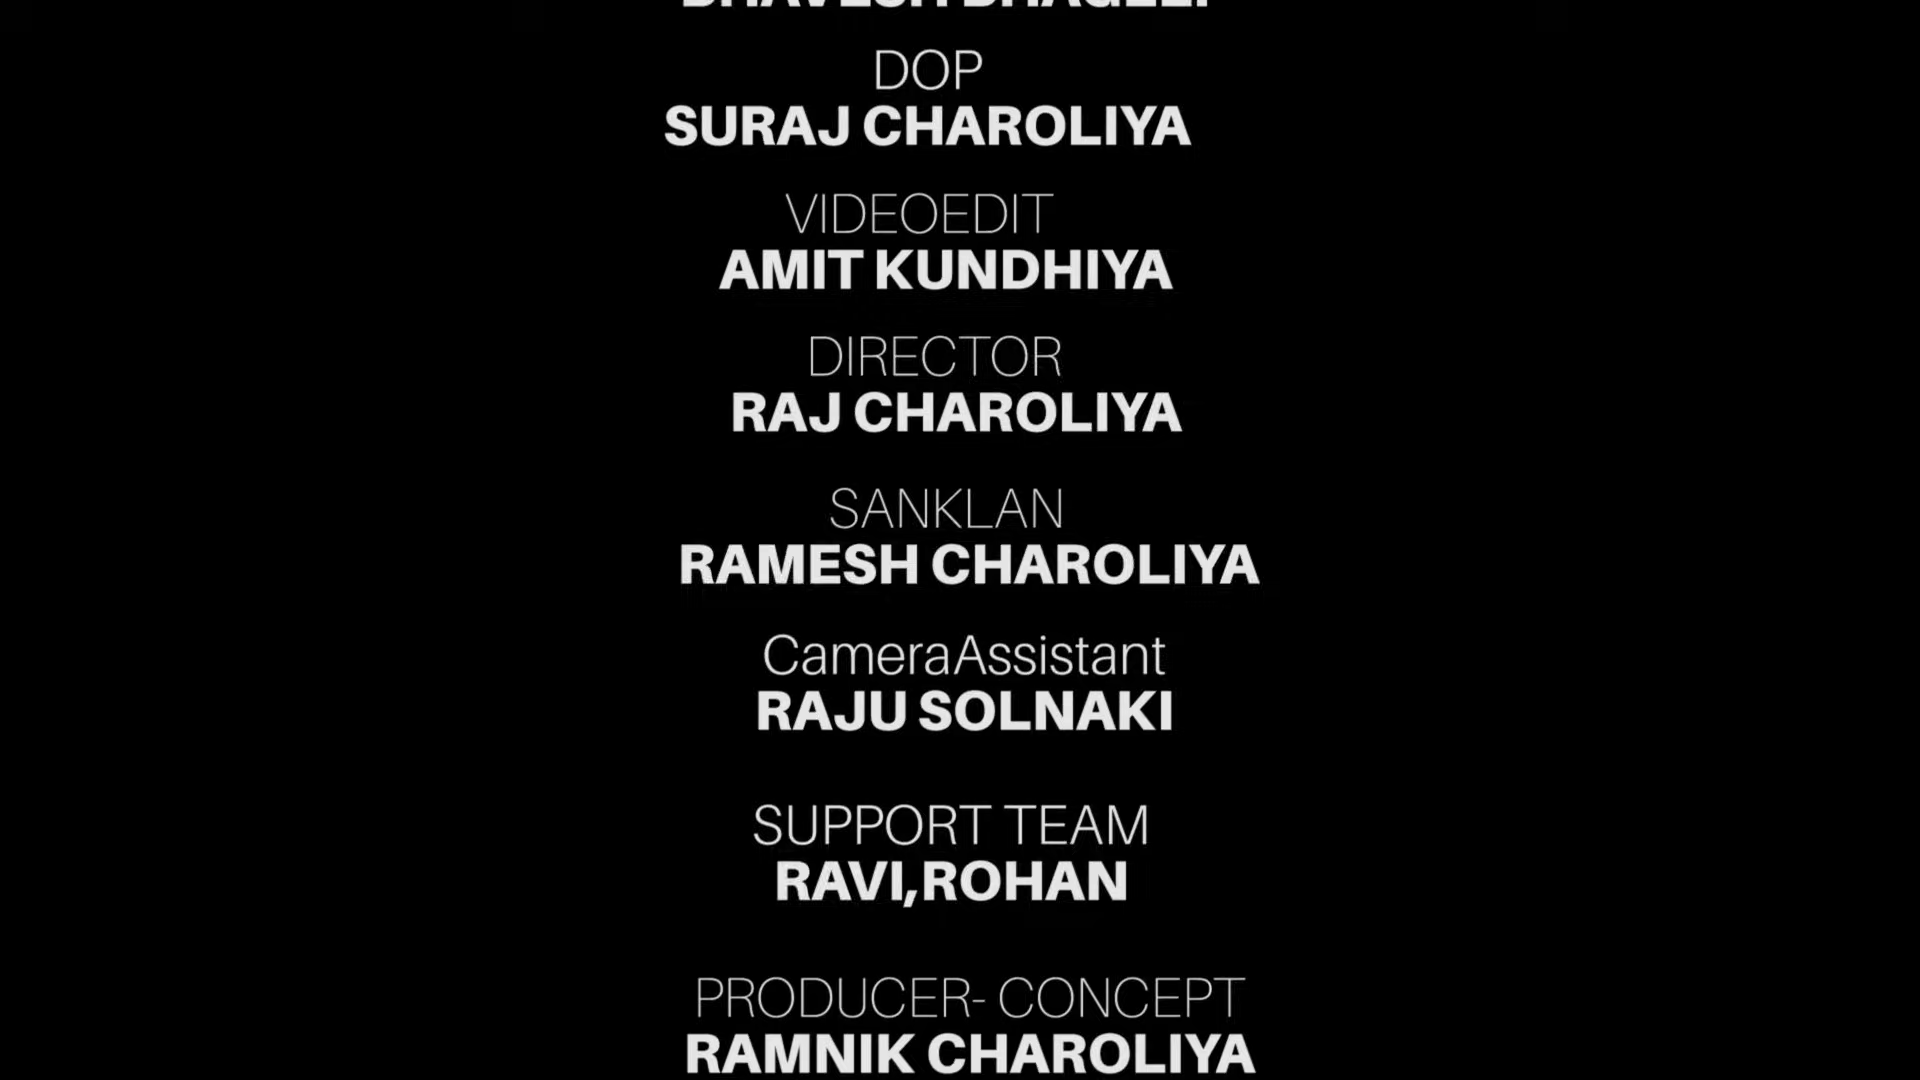 DOP
SURAJ CHAROLIYA
VIDEOEDIT
AMIT KUNDHIYA
DIRECTOR
RAJ CHAROLIYA
SANKLAN
RAMESH CHAROLIYA
CameraAssistant
RAJU SOLNAKI
SUPPORT TEAM
RAVI,ROHAN
PRODUCER- CONCEPT
RAMNIK CHAROLIYA